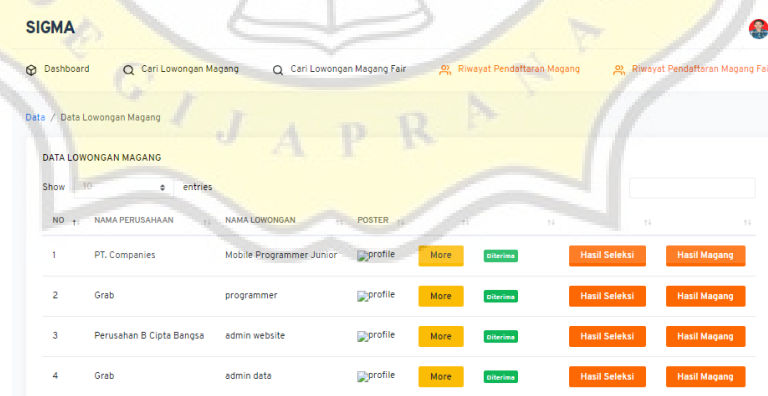 SIGMA
Dashboard Cari Lowongan Magang Cari Lowongan Magang Fair Riwayat Pendaftaran Magang Riwayat Pendaftaran Magang Fai
GIJAPRANA
Data / Data Lowongan Magang
DATA LOWONGAN MAGANG
Show 10 entries
NO NAMA PERUSAHAAN NAMA LOWONGAN POSTER
1 PT. Companies Mobile Programmer Junior profile More Diterima Hasil Seleksi Hasil Magang
2 Grab programmer profile More Diterima Hasil Seleksi Hasil Magang
3 Perusahan B Cipta Bangsa admin website profile More Diterima Hasil Seleksi Hasil Magang
4 Grab admin data profile More Diterima Hasil Seleksi Hasil Magang